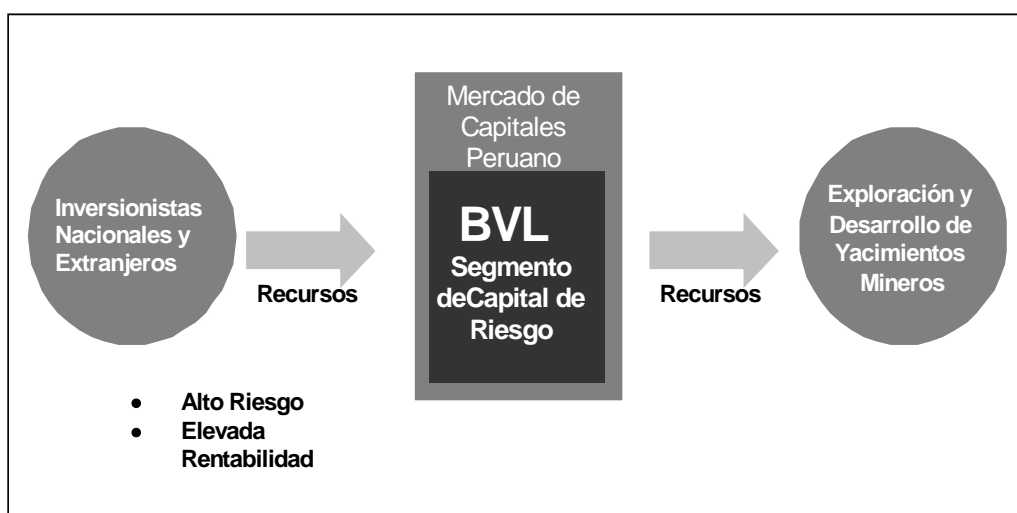 Mercado de
Capitales
Peruano
Inversionistas
Nacionales y
Extranjeros
Recursos
BVL
Segmento
deCapital de
Riesgo
Recursos
Exploración y
Desarrollo de
Yacimientos
Mineros
• Alto Riesgo
• Elevada
Rentabilidad